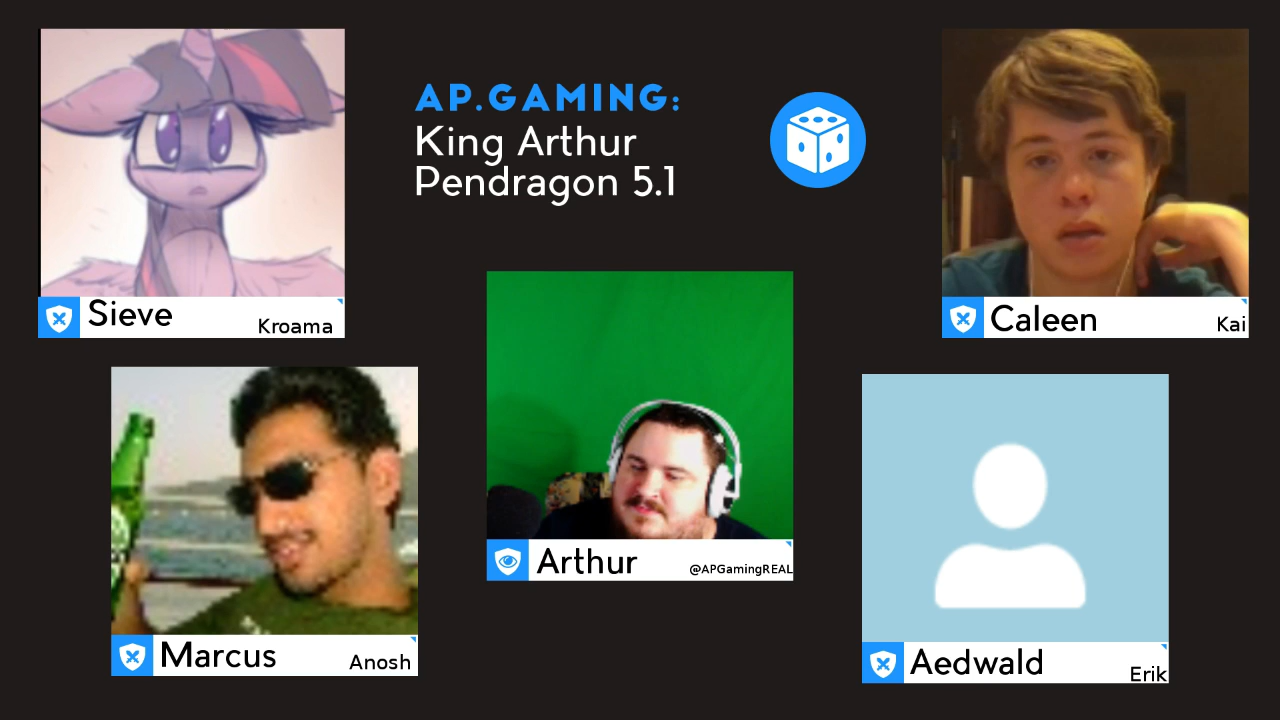 AP.GAMING:
King Arthur
Pendragon 5.1
Sieve
Kroama
Caleen
Kai
Arthur
@APGamingREAL
Marcus
Anosh
Aedwald
Erik